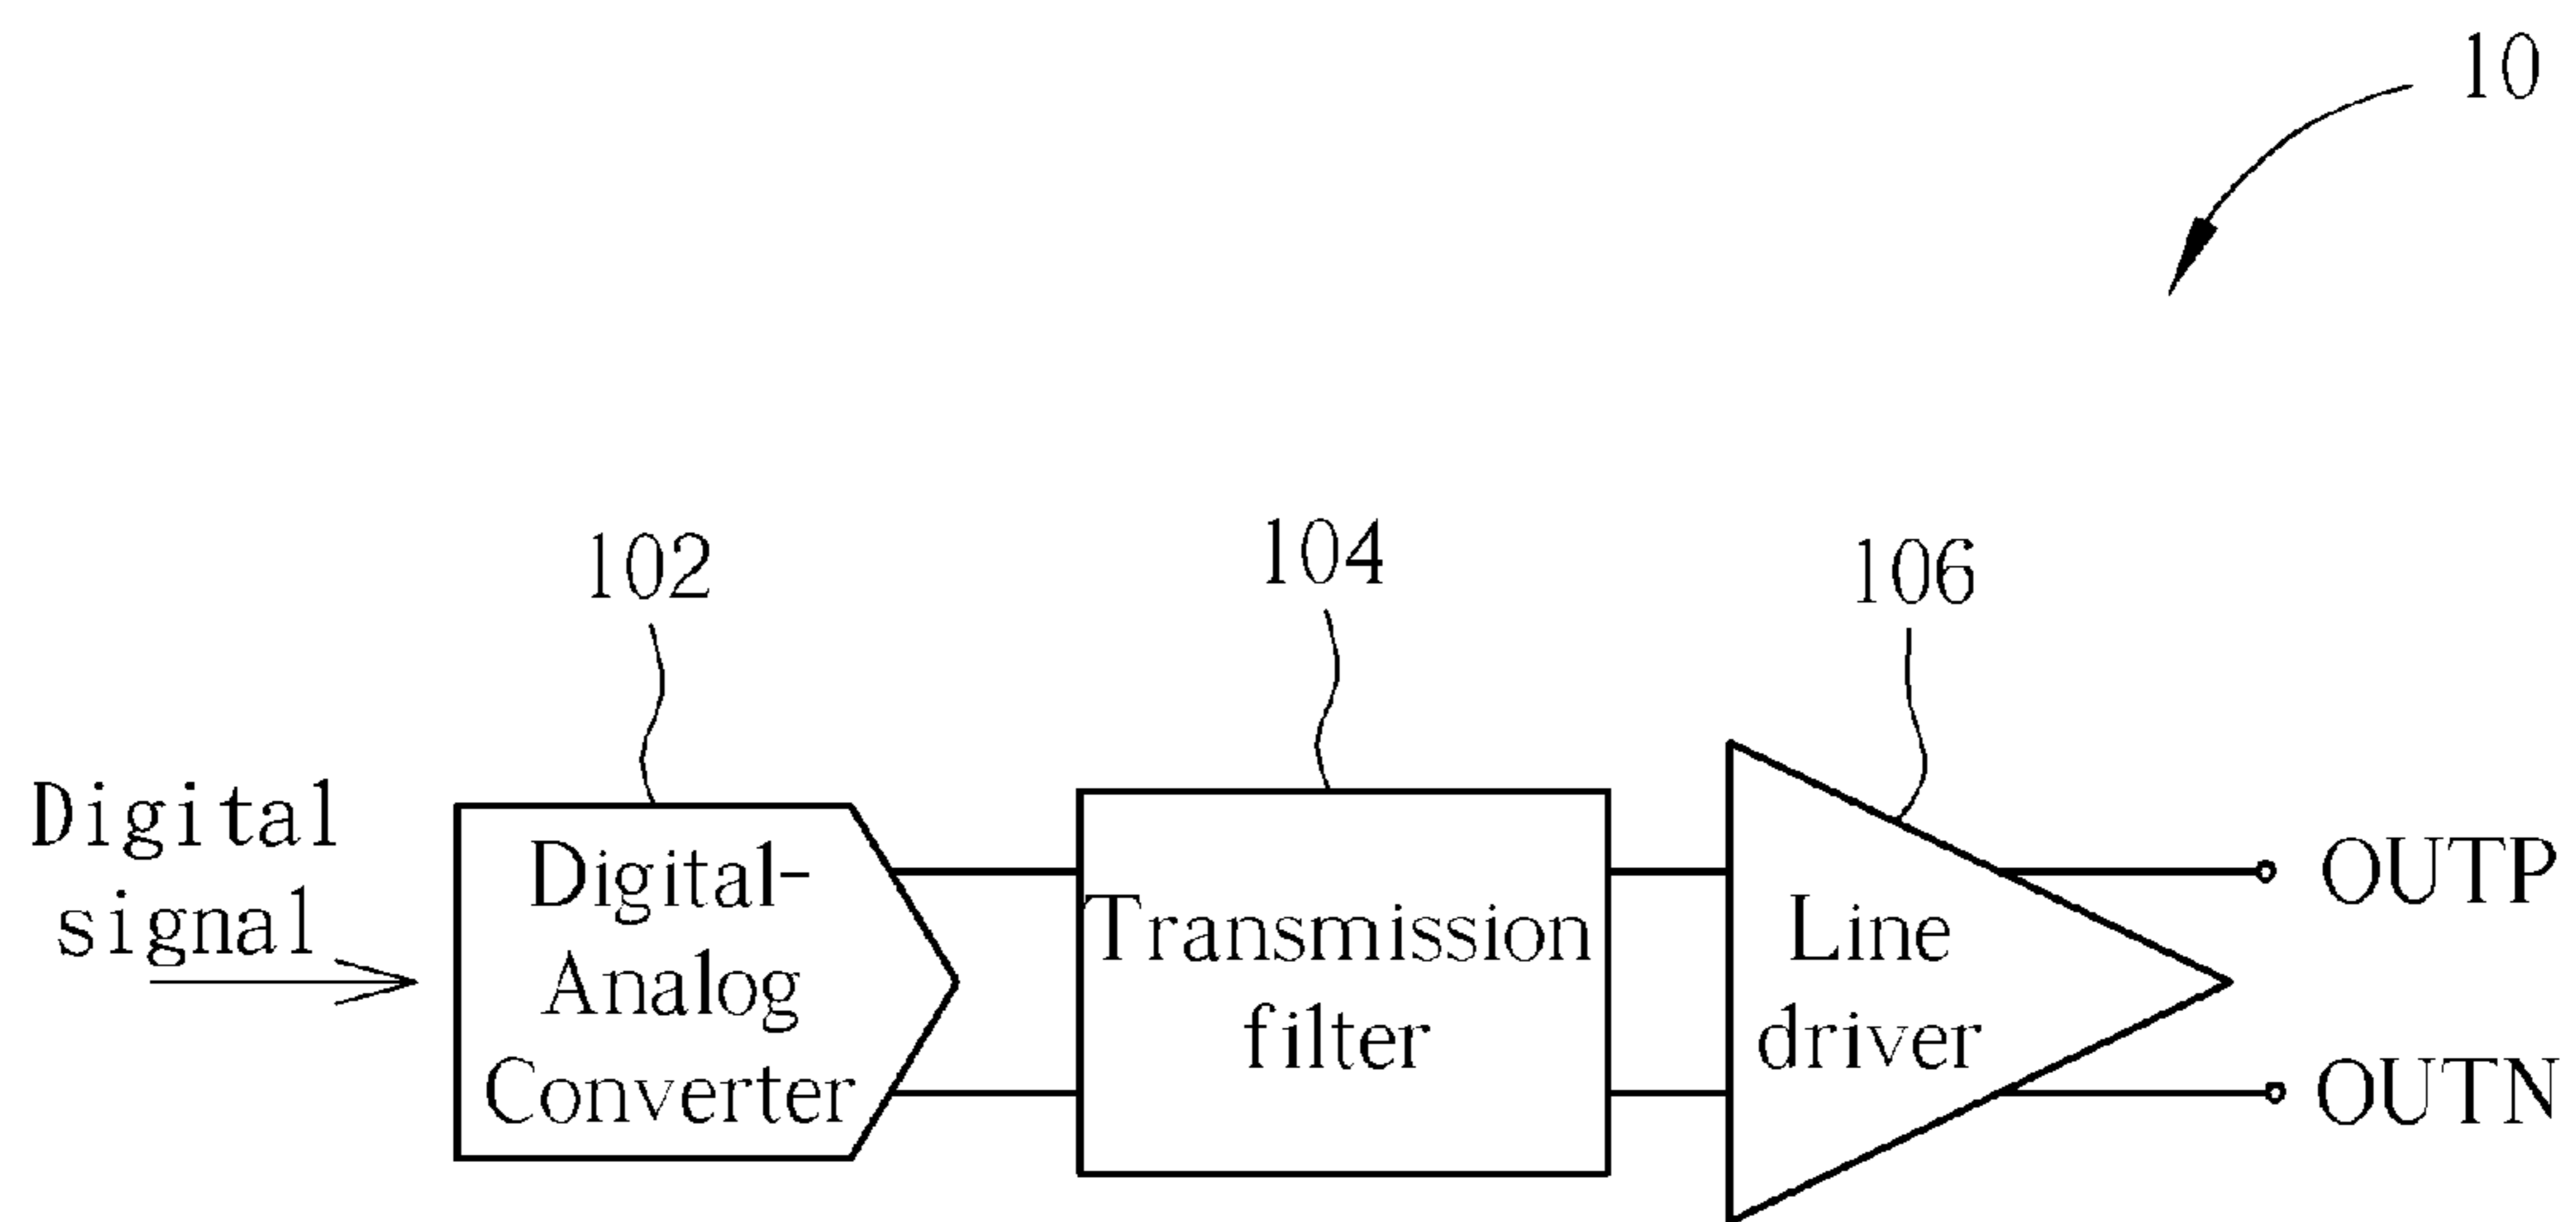 10
102
104
106
Digital
signal
Digital-
Analog
Converter
Transmission
filter
Line
driver
OUTP
OUTN